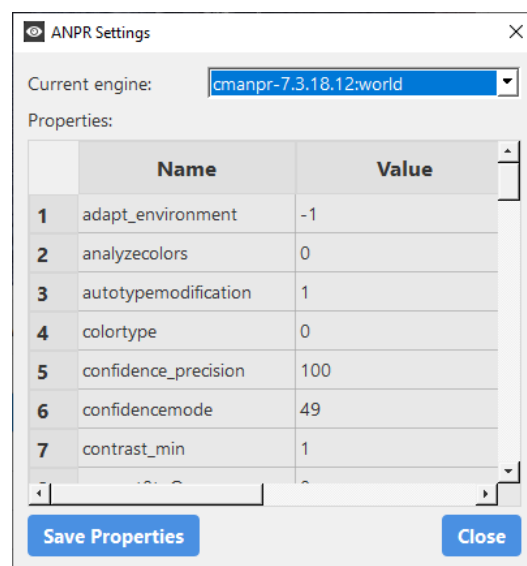 ANPR Settings
Current engine: cmanpr-7.3.18.12:world
Properties:
Name Value
1 adapt_environment -1
2 analyzecolors 0
3 autotypemodification 1
4 colortype 0
5 confidence_precision 100
6 confidencemode 49
7 contrast_min 1
Save Properties Close